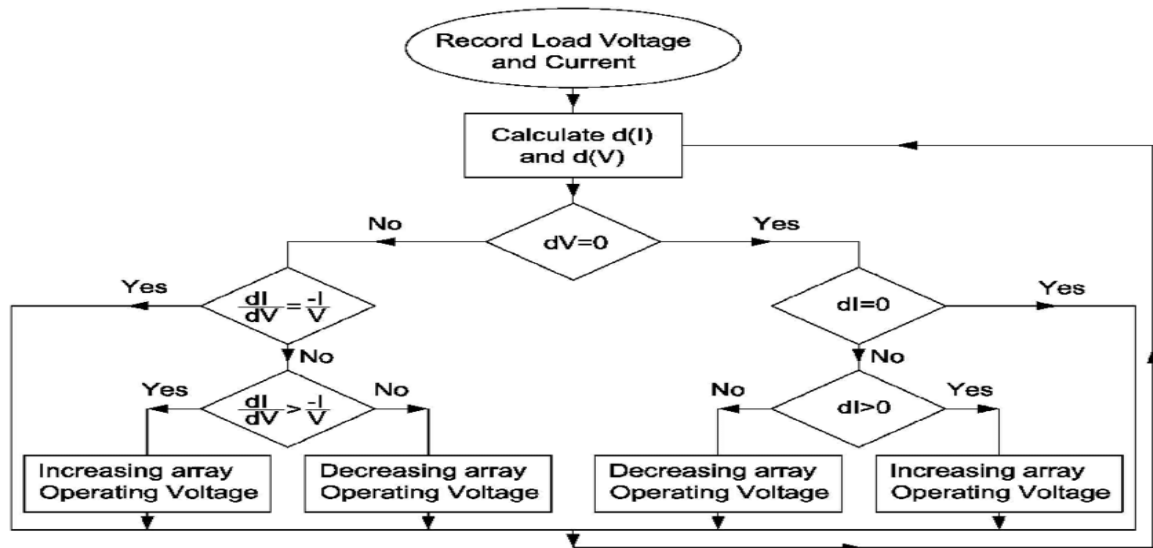 Record Load Voltage
and Current
Calculate d(I)
and d(V)
No
Yes
dV=0
Yes
dI/dV = -I/V
dI=0
Yes
No
No
Yes
dI/dV > -I/V
No
No
dI>0
Yes
Increasing array
Operating Voltage
Decreasing array
Operating Voltage
Decreasing array
Operating Voltage
Increasing array
Operating Voltage